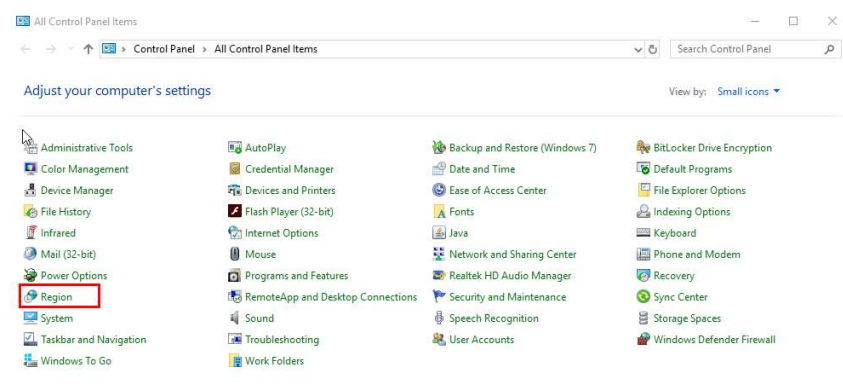 All Control Panel Items
Control Panel > All Control Panel Items
Search Control Panel
Adjust your computer's settings
View by: Small icons
Administrative Tools
AutoPlay
Backup and Restore (Windows 7)
BitLocker Drive Encryption
Color Management
Credential Manager
Date and Time
Default Programs
Device Manager
Devices and Printers
Ease of Access Center
File Explorer Options
File History
Flash Player (32-bit)
Fonts
Indexing Options
Infrared
Internet Options
Java
Keyboard
Mail (32-bit)
Mouse
Network and Sharing Center
Phone and Modem
Power Options
Programs and Features
Realtek HD Audio Manager
Recovery
Region
RemoteApp and Desktop Connections
Security and Maintenance
Sync Center
System
Sound
Speech Recognition
Storage Spaces
Taskbar and Navigation
Troubleshooting
User Accounts
Windows Defender Firewall
Windows To Go
Work Folders